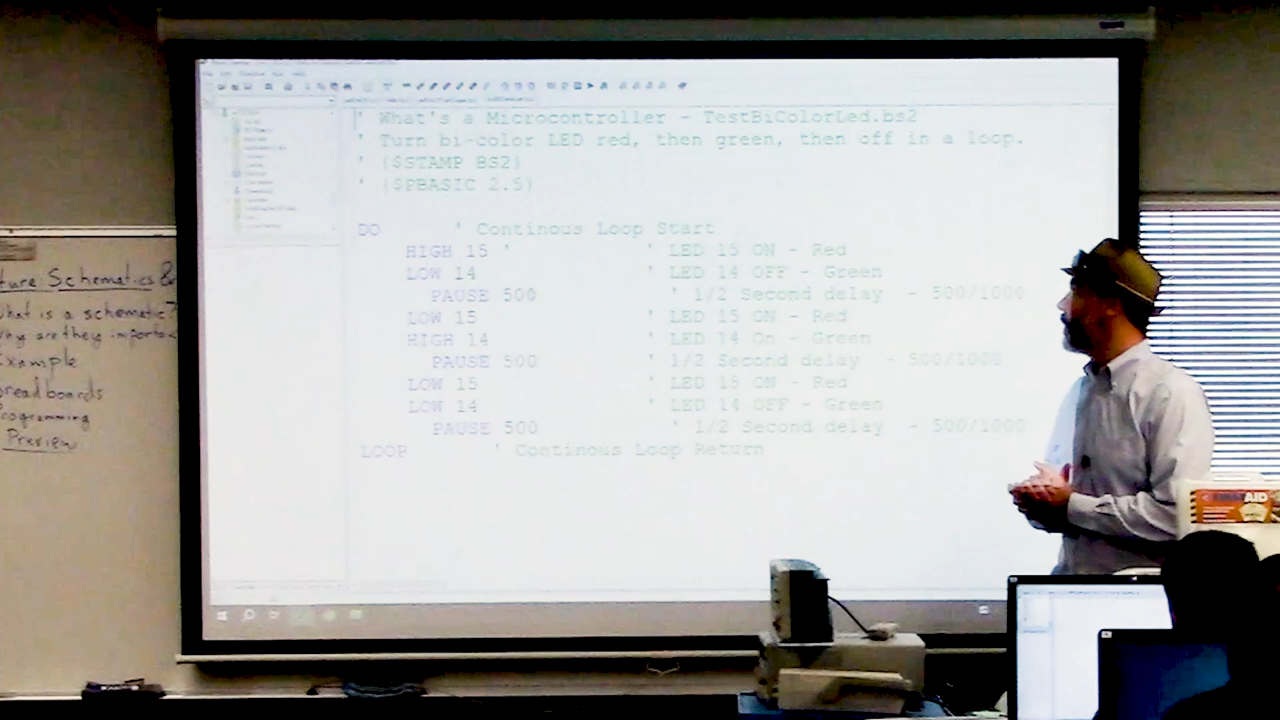 ture: Schematics &
What is a schematic?
Why are they importa
Example
Breadboards
Programming
Preview
' What's a Microcontroller - TestBiColorLed.bs2
' Turn bi-color LED red, then green, then off in a loop.
' {$STAMP BS2}
' {$PBASIC 2.5}
DO ' Continous Loop Start
HIGH 15 ' ' LED 15 ON - Red
LOW 14 ' LED 14 OFF - Green
PAUSE 500 ' 1/2 Second delay - 500/1000
LOW 15 ' LED 15 ON - Red
HIGH 14 ' LED 14 On - Green
PAUSE 500 ' 1/2 Second delay - 500/1000
LOW 15 ' LED 15 ON - Red
LOW 14 ' LED 14 OFF - Green
PAUSE 500 ' 1/2 Second delay - 500/1000
LOOP ' Continous Loop Return
FIRST AID